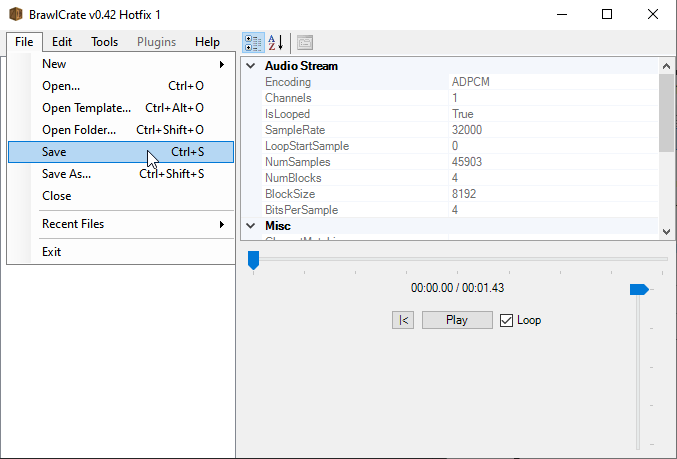 BrawlCrate v0.42 Hotfix 1
File Edit Tools Plugins Help
New
Open... Ctrl+O
Open Template... Ctrl+Alt+O
Open Folder... Ctrl+Shift+O
Save Ctrl+S
Save As... Ctrl+Shift+S
Close
Recent Files
Exit
A
Z
Audio Stream
Encoding ADPCM
Channels 1
IsLooped True
SampleRate 32000
LoopStartSample 0
NumSamples 45903
NumBlocks 4
BlockSize 8192
BitsPerSample 4
Misc
00:00.00 / 00:01.43
|< Play Loop